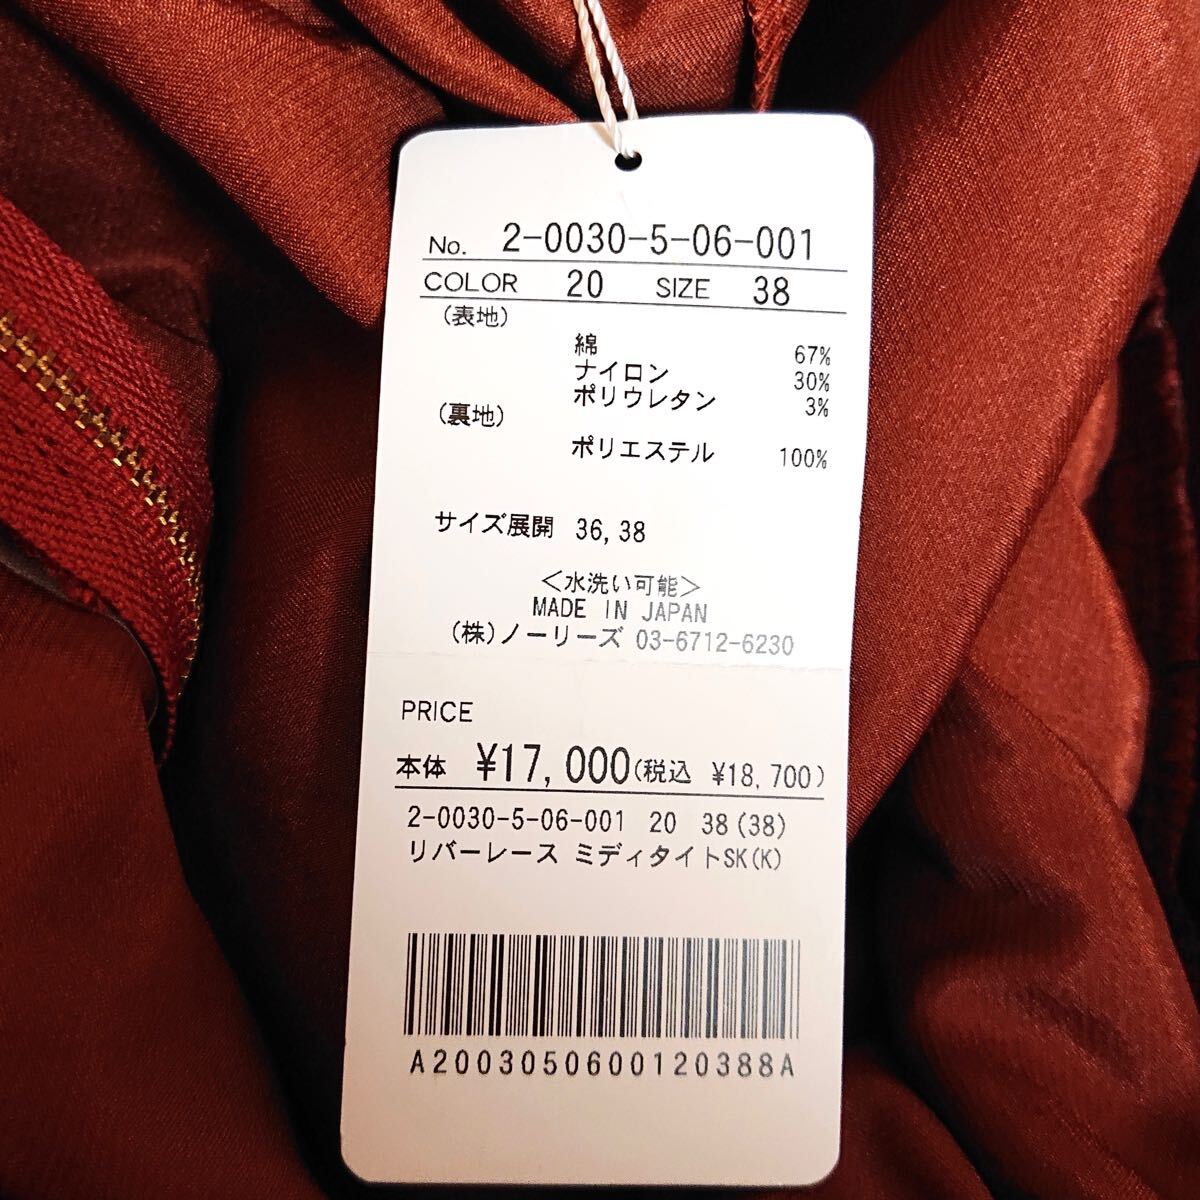 No. 2-0030-5-06-001
COLOR 20 SIZE 38
(表地)
綿 67%
ナイロン 30%
ポリウレタン 3%
(裏地)
ポリエステル 100%
サイズ展開 36,38
<水洗い可能>
MADE IN JAPAN
(株)ノーリーズ 03-6712-6230
PRICE
本体 ¥17,000(税込 ¥18,700)
2-0030-5-06-001 20 38(38)
リバーレース ミディタイトSK(K)
A2003050600120388A